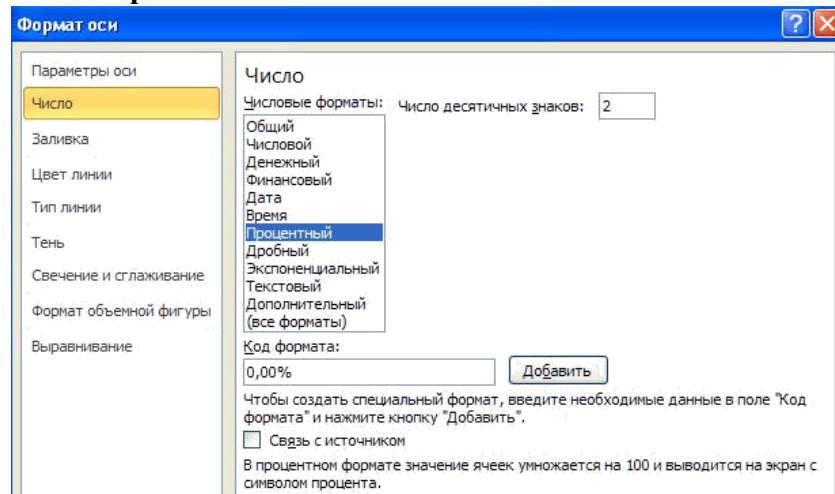 Формат оси
Параметры оси
Число
Заливка
Цвет линии
Тип линии
Тень
Свечение и сглаживание
Формат объемной фигуры
Выравнивание
Число
Числовые форматы:
Число десятичных знаков: 2
Общий
Числовой
Денежный
Финансовый
Дата
Время
Процентный
Дробный
Экспоненциальный
Текстовый
Дополнительный
(все форматы)
Код формата:
0,00% Добавить
Чтобы создать специальный формат, введите необходимые данные в поле "Код
формата" и нажмите кнопку "Добавить".
Связь с источником
В процентном формате значение ячеек умножается на 100 и выводится на экран с
символом процента.